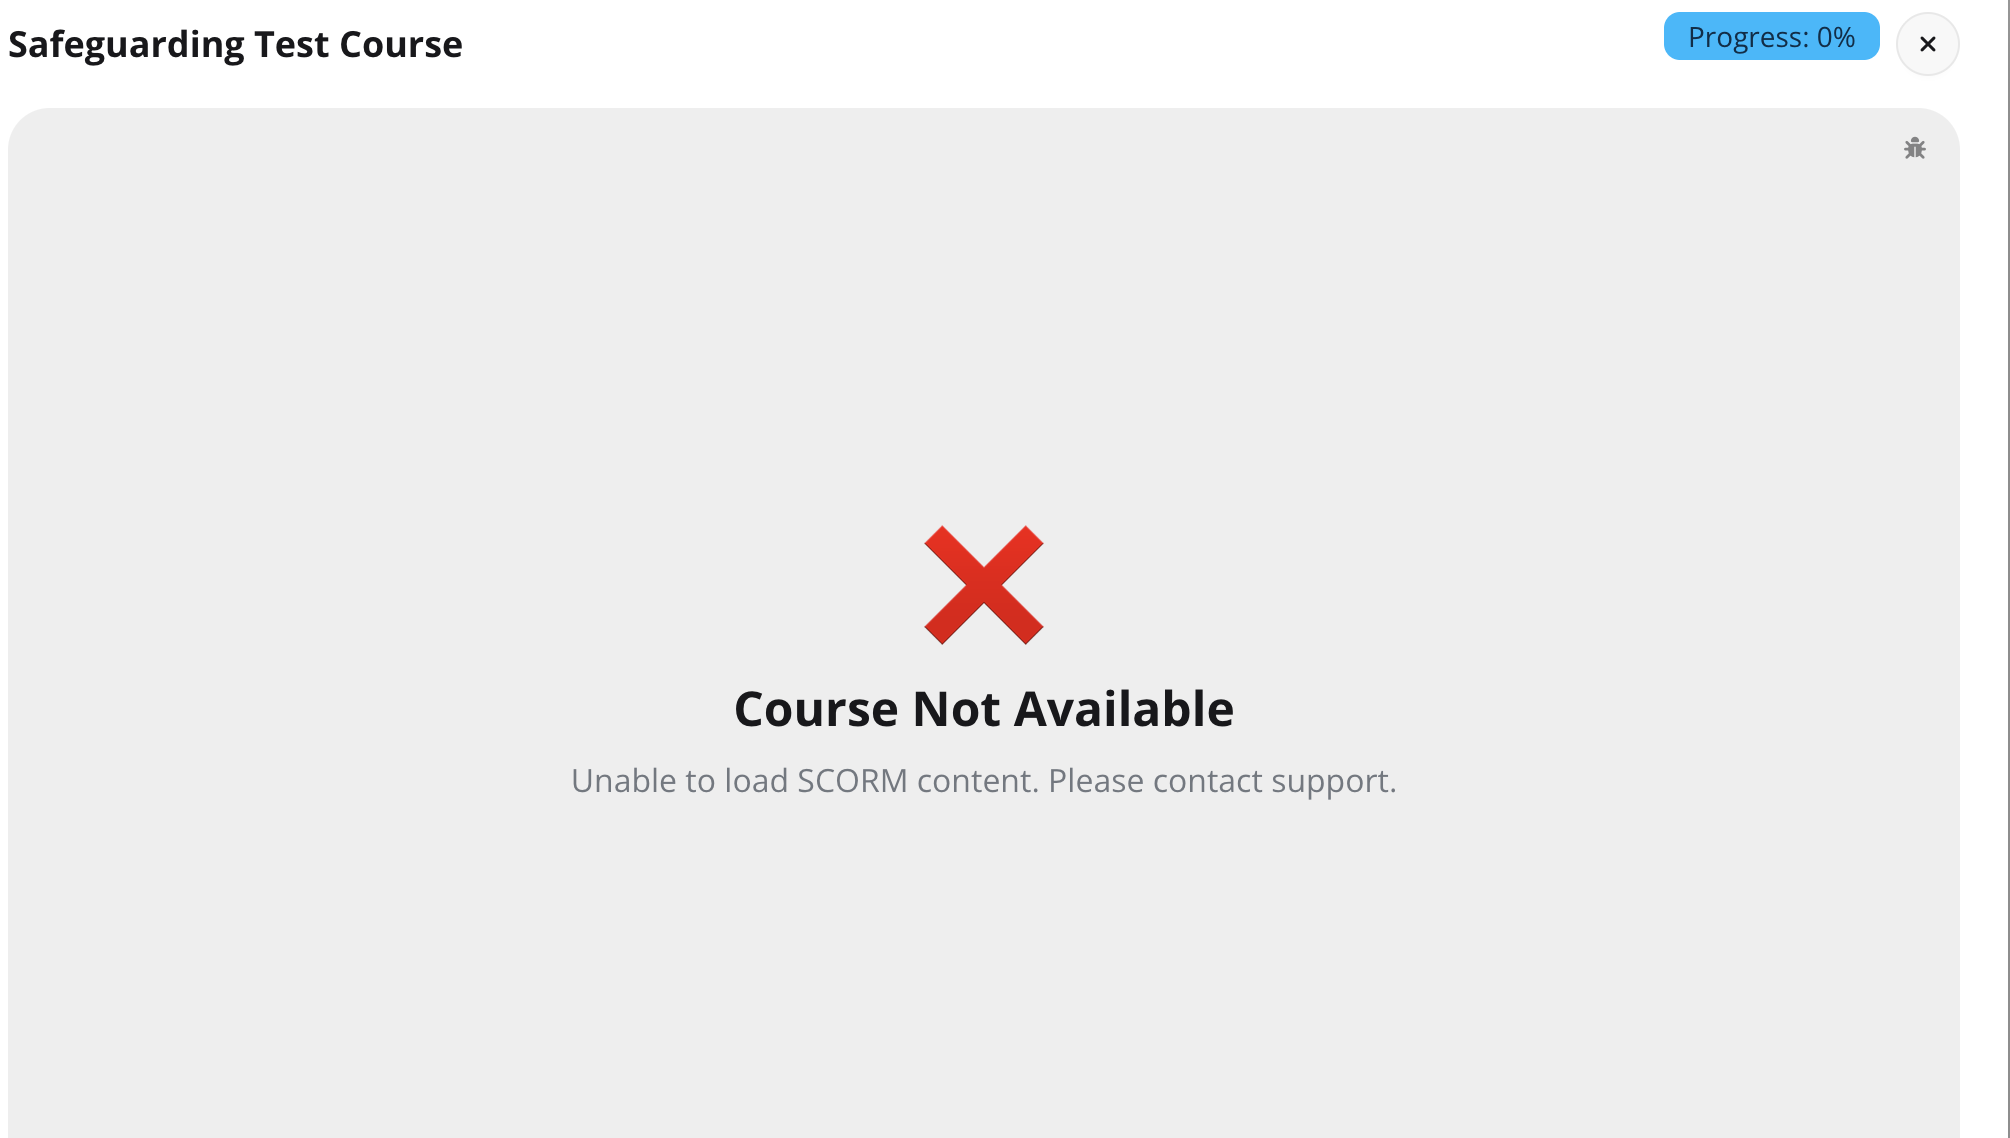 Safeguarding Test Course
Progress: 0%
Course Not Available
Unable to load SCORM content. Please contact support.